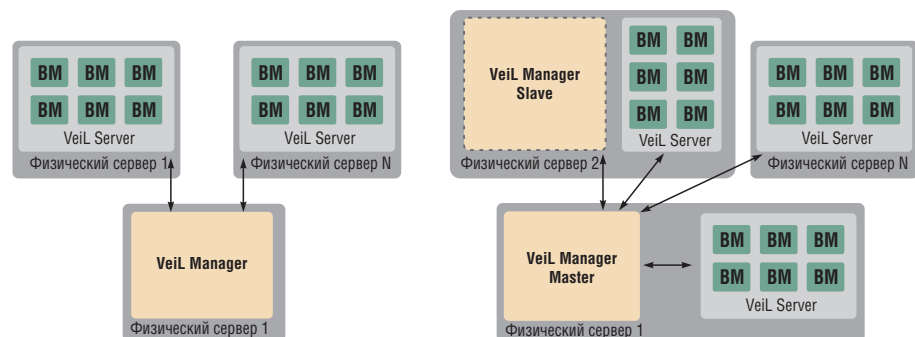 ВМ ВМ ВМ
ВМ ВМ ВМ
VeiL Server
Физический сервер 1
ВМ ВМ ВМ
ВМ ВМ ВМ
VeiL Server
Физический сервер N
VeiL Manager
Физический сервер 1
VeiL Manager
Slave
ВМ ВМ
ВМ ВМ
ВМ ВМ
VeiL Server
Физический сервер 2
ВМ ВМ ВМ
ВМ ВМ ВМ
VeiL Server
Физический сервер N
VeiL Manager
Master
ВМ ВМ ВМ
ВМ ВМ ВМ
VeiL Server
Физический сервер 1